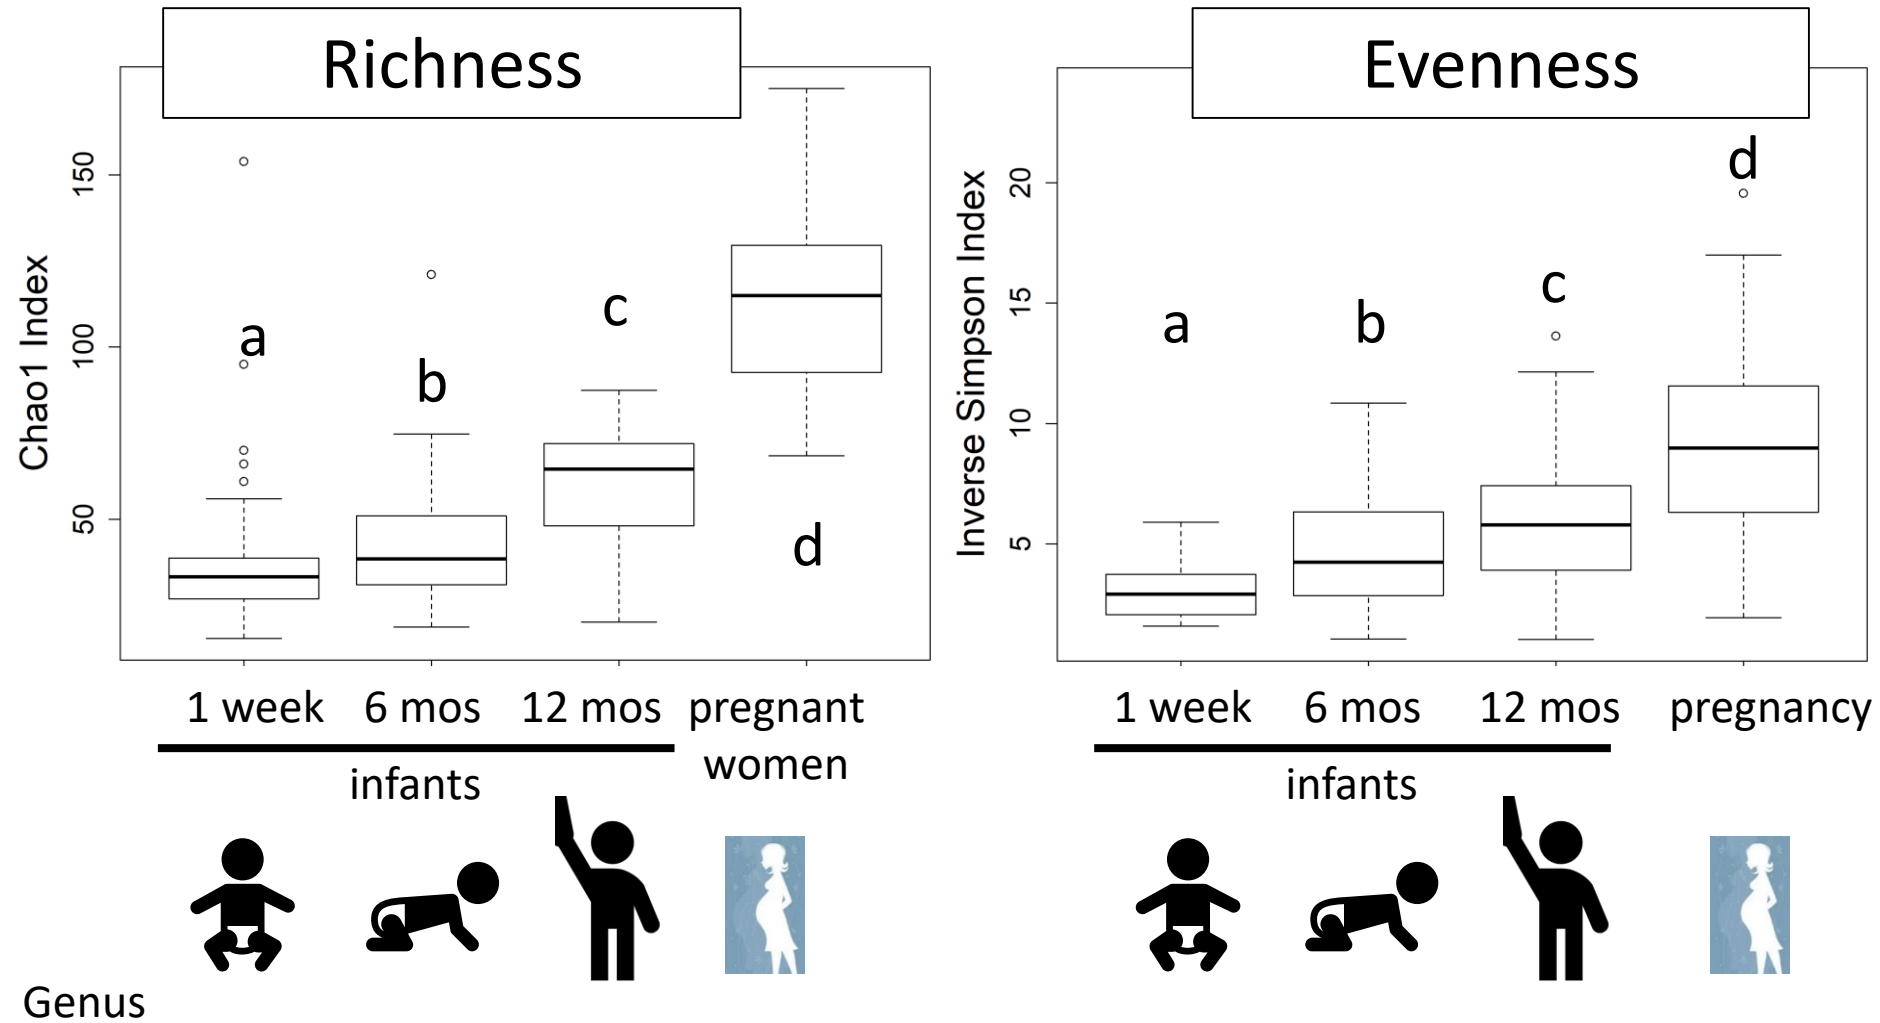 Richness
Chao1 Index
150
100
50
a
b
c
d
1 week
6 mos
12 mos
pregnant
women
infants
Evenness
Inverse Simpson Index
20
15
10
5
a
b
c
d
1 week
6 mos
12 mos
pregnancy
infants
Genus